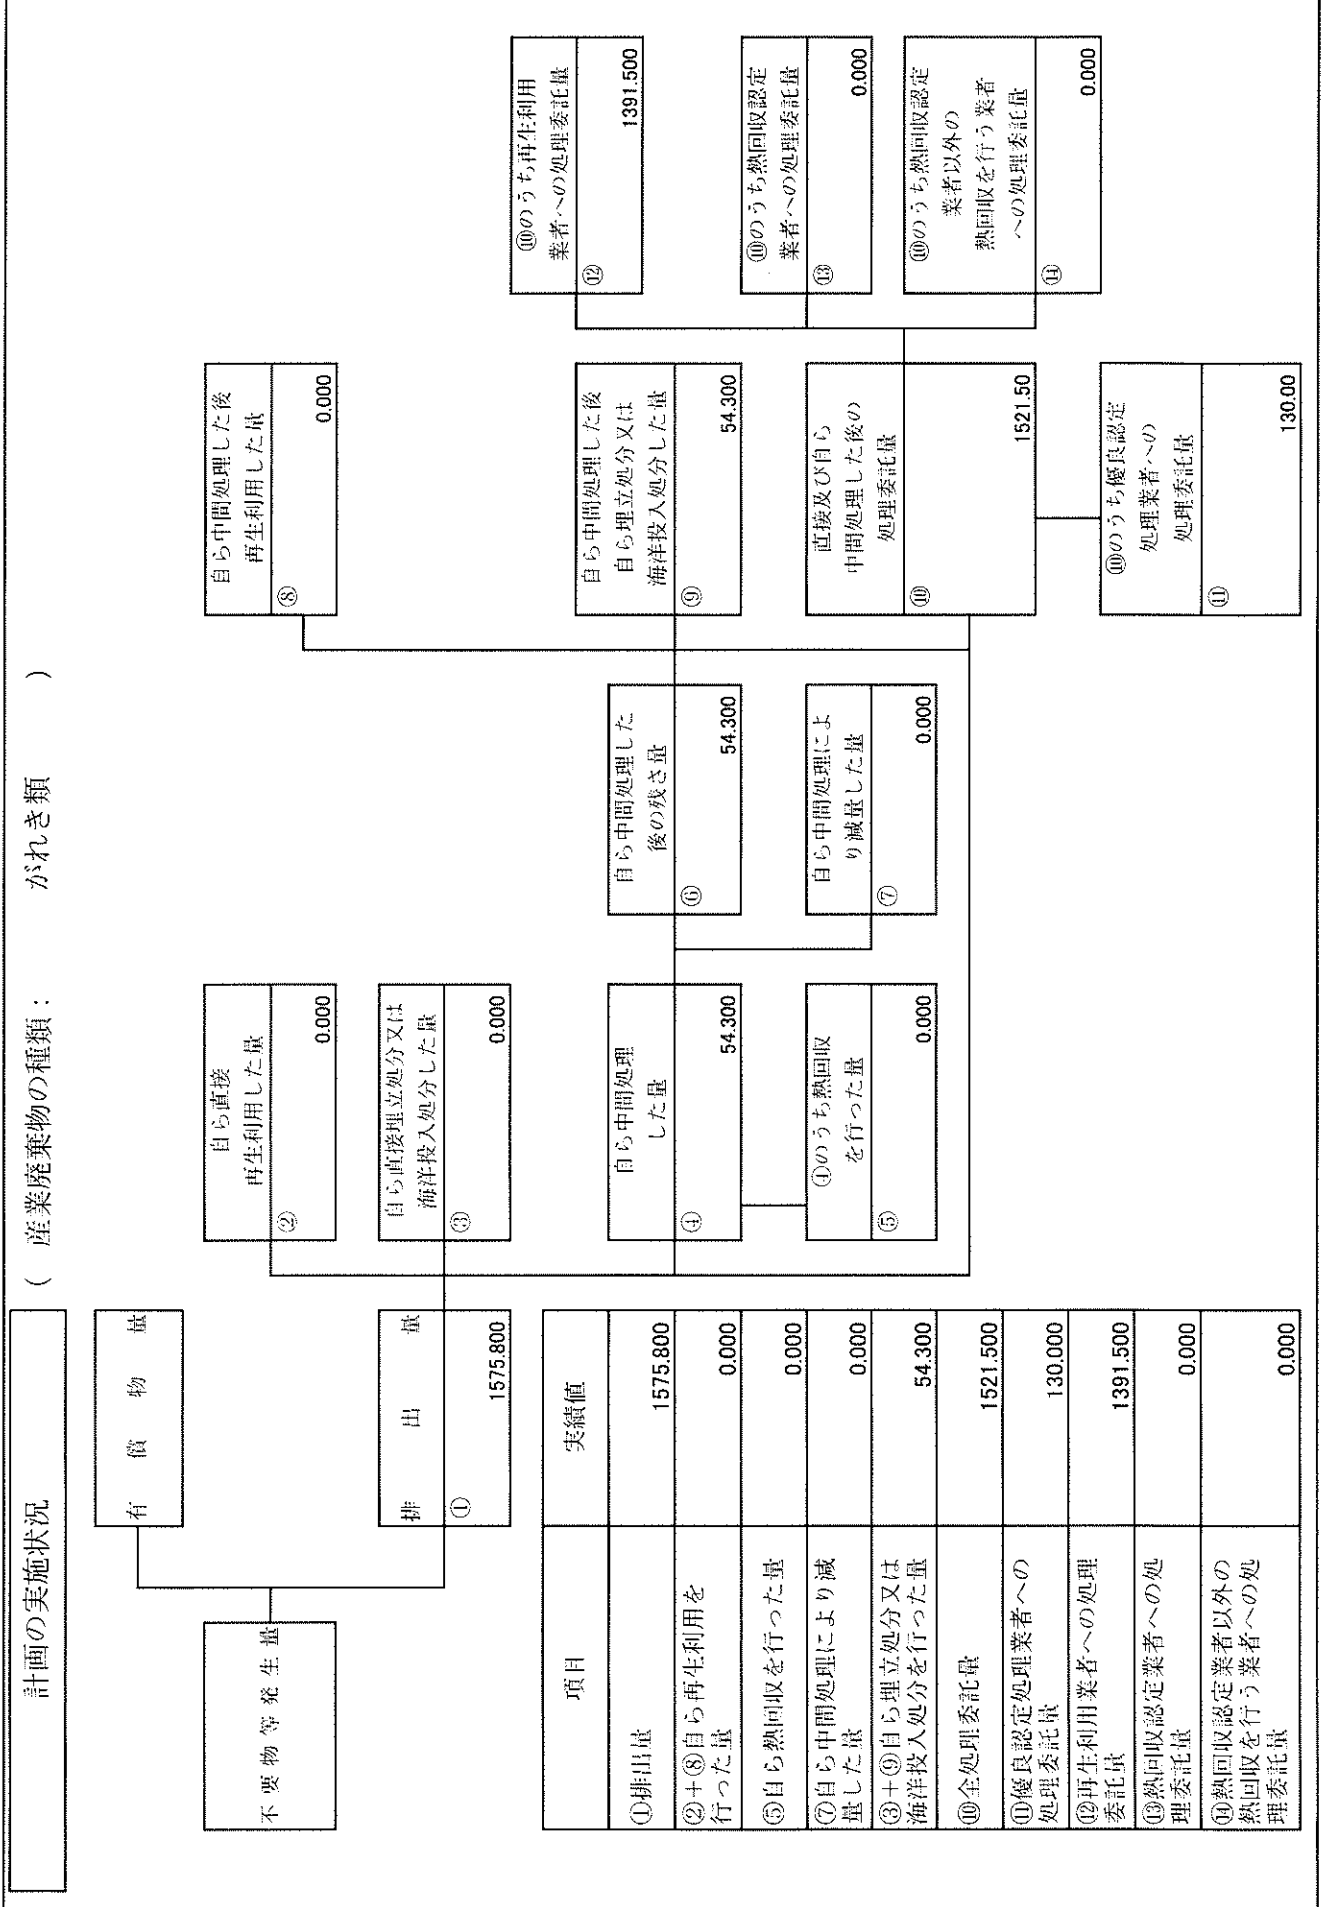 計画の実施状況
( 産業廃棄物の種類: がれき類 )
不要物等発生量
有償物量
排出量
① 1575.800
自ら直接
再生利用した量
② 0.000
自ら直接埋立処分又は
海洋投入処分した量
③ 0.000
自ら中間処理
した量
④ 54.300
④のうち熱回収
を行った量
⑤ 0.000
自ら中間処理した
後の残さ量
⑥ 54.300
自ら中間処理によ
り減量した量
⑦ 0.000
自ら中間処理した後
再生利用した量
⑧ 0.000
自ら中間処理した後
自ら埋立処分又は
海洋投入処分した量
⑨ 54.300
直接及び自ら
中間処理した後の
処理委託量
⑩ 1521.50
⑩のうち優良認定
処理業者への
処理委託量
⑪ 130.00
⑩のうち再生利用
業者への処理委託量
⑫ 1391.500
⑩のうち熱回収認定
業者への処理委託量
⑬ 0.000
⑩のうち熱回収認定
業者以外の
熱回収を行う業者
への処理委託量
⑭ 0.000
項目 実績値
①排出量 1575.800
②+⑧自ら再生利用を
行った量 0.000
⑤自ら熱回収を行った量 0.000
⑦自ら中間処理により減
量した量 0.000
③+⑨自ら埋立処分又は
海洋投入処分を行った量 54.300
⑩全処理委託量 1521.500
⑪優良認定処理業者への
処理委託量 130.000
⑫再生利用業者への処理
委託量 1391.500
⑬熱回収認定業者への処
理委託量 0.000
⑭熱回収認定業者以外の
熱回収を行う業者への処
理委託量 0.000